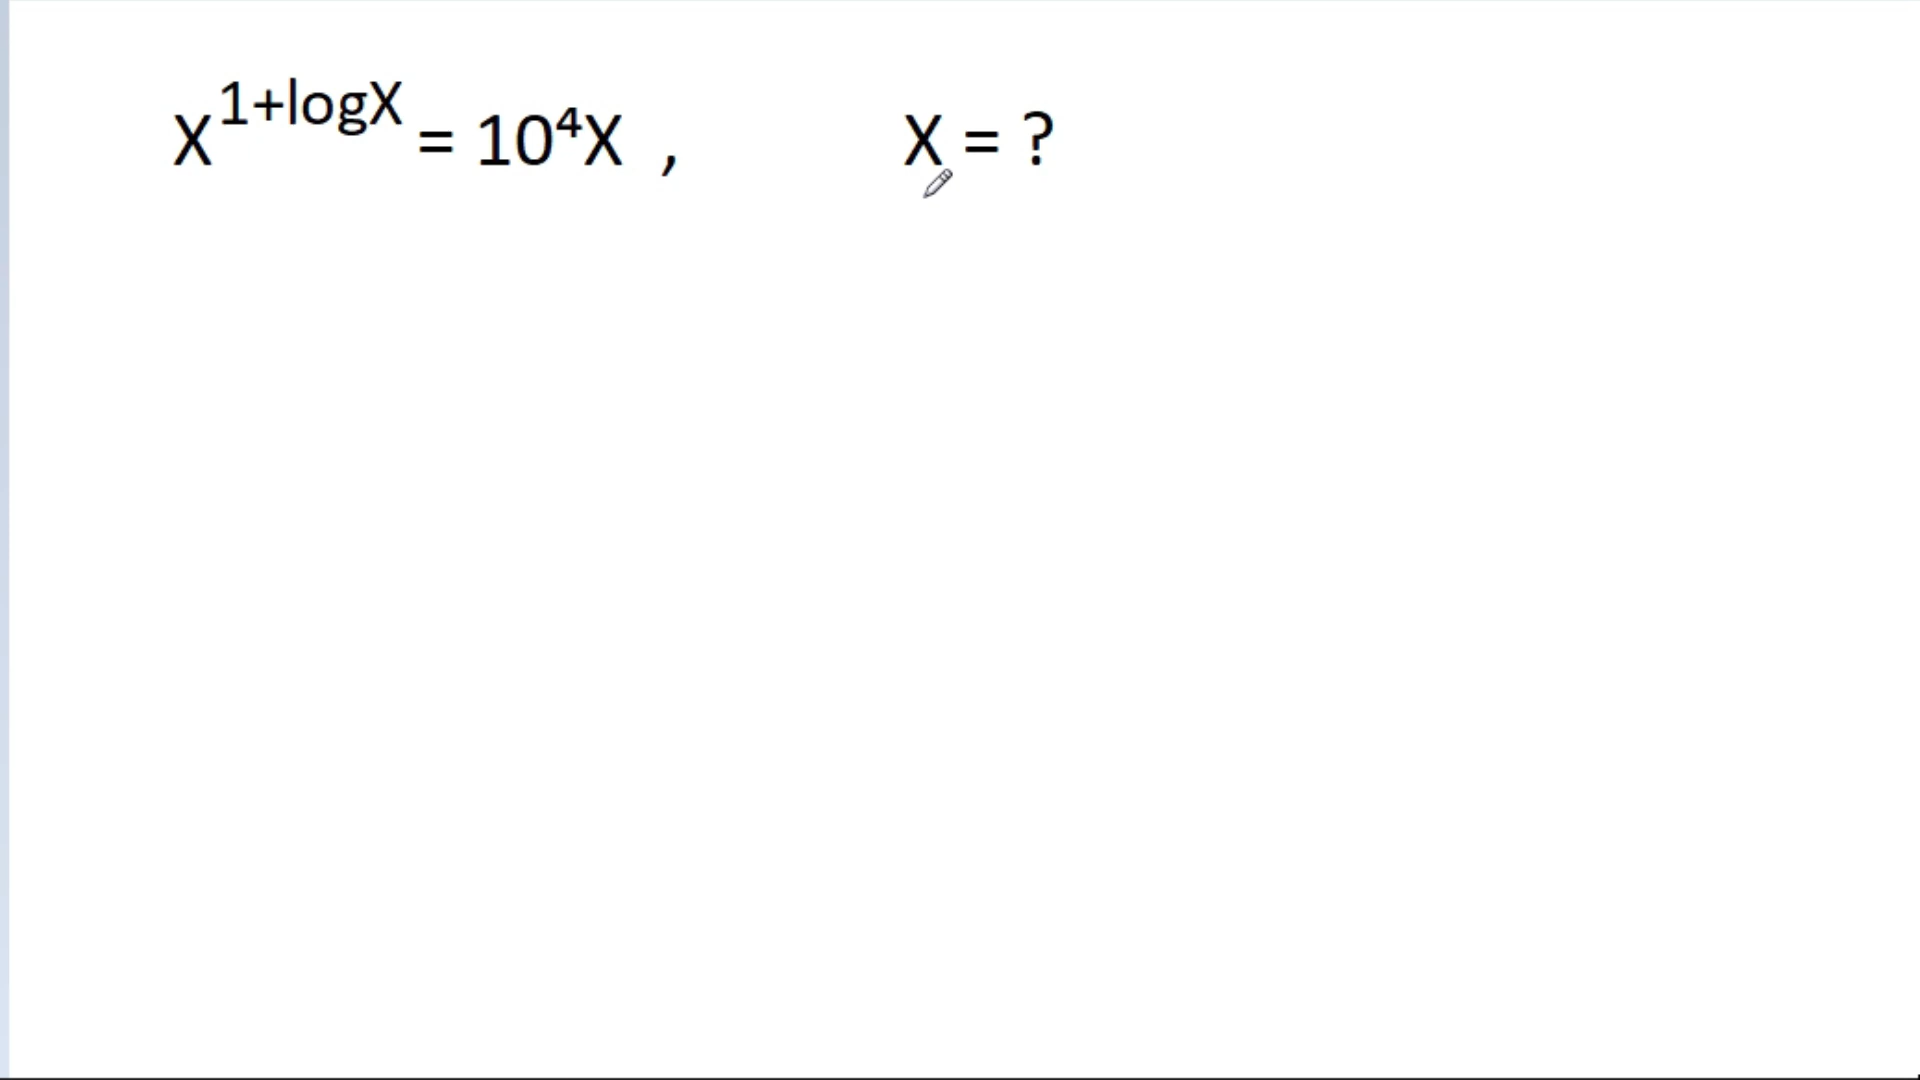 X^{1+logX} = 10⁴X , X = ?